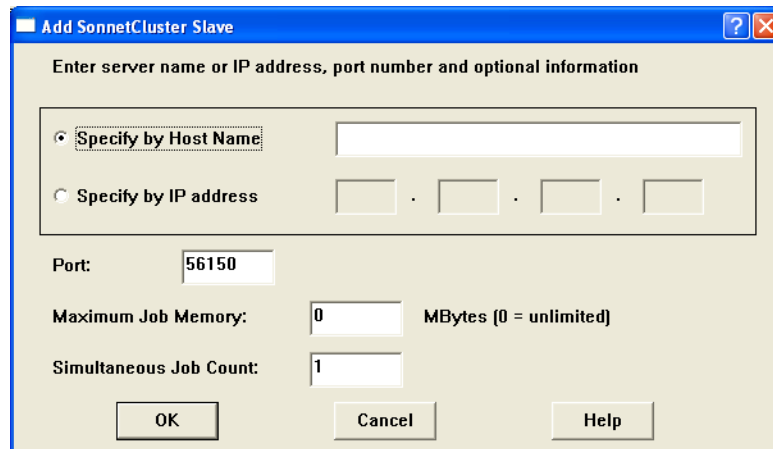 Add SonnetCluster Slave
Enter server name or IP address, port number and optional information
Specify by Host Name
Specify by IP address . . .
Port: 56150
Maximum Job Memory: 0 MBytes (0 = unlimited)
Simultaneous Job Count: 1
OK Cancel Help